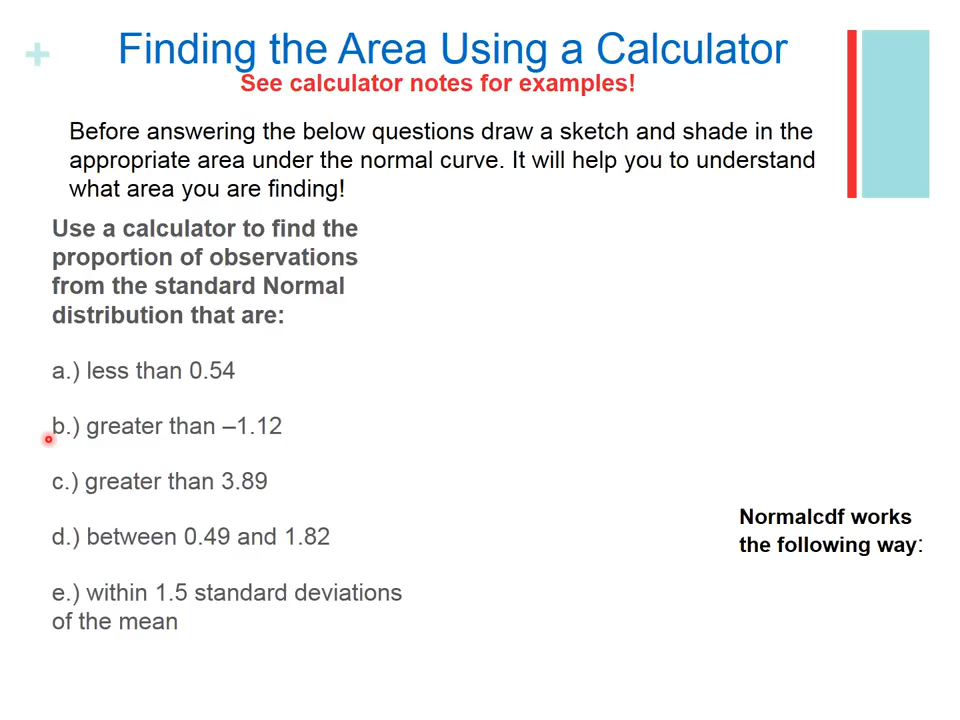 +
Finding the Area Using a Calculator
See calculator notes for examples!
Before answering the below questions draw a sketch and shade in the
appropriate area under the normal curve. It will help you to understand
what area you are finding!
Use a calculator to find the
proportion of observations
from the standard Normal
distribution that are:
a.) less than 0.54
b.) greater than –1.12
c.) greater than 3.89
d.) between 0.49 and 1.82
e.) within 1.5 standard deviations
of the mean
Normalcdf works
the following way: